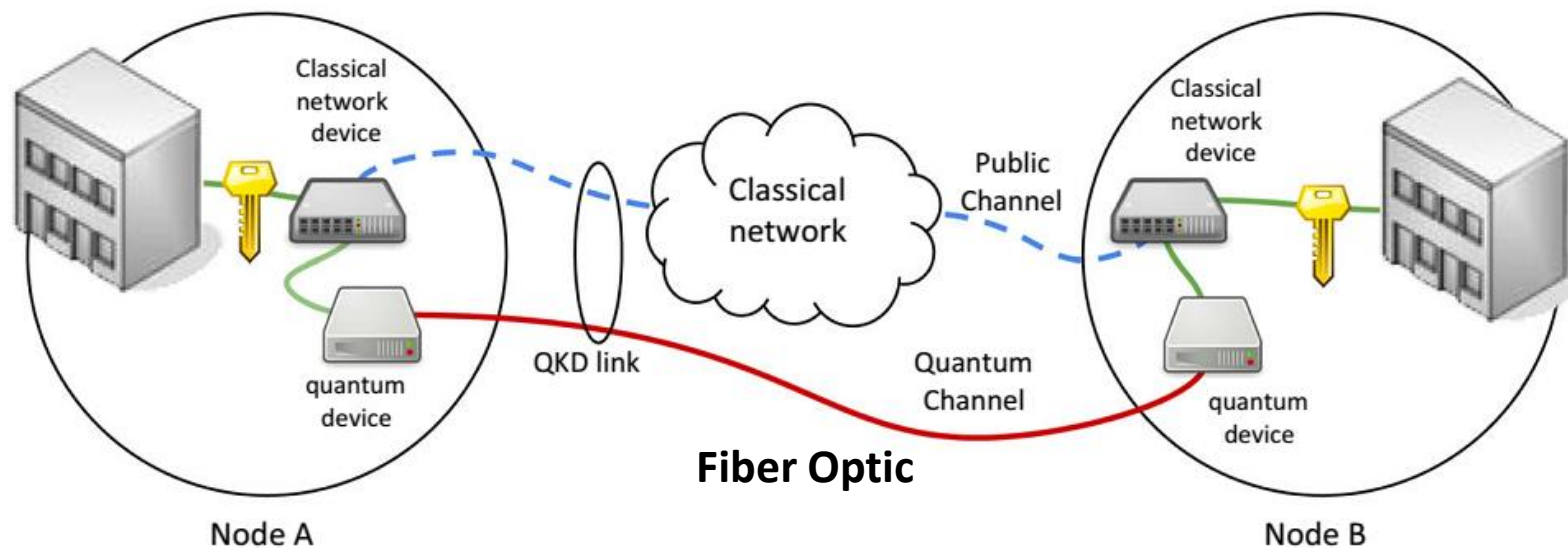 Classical
network
device
quantum
device
Node A
QKD link
Classical
network
Public
Channel
Quantum
Channel
Fiber Optic
Classical
network
device
quantum
device
Node B